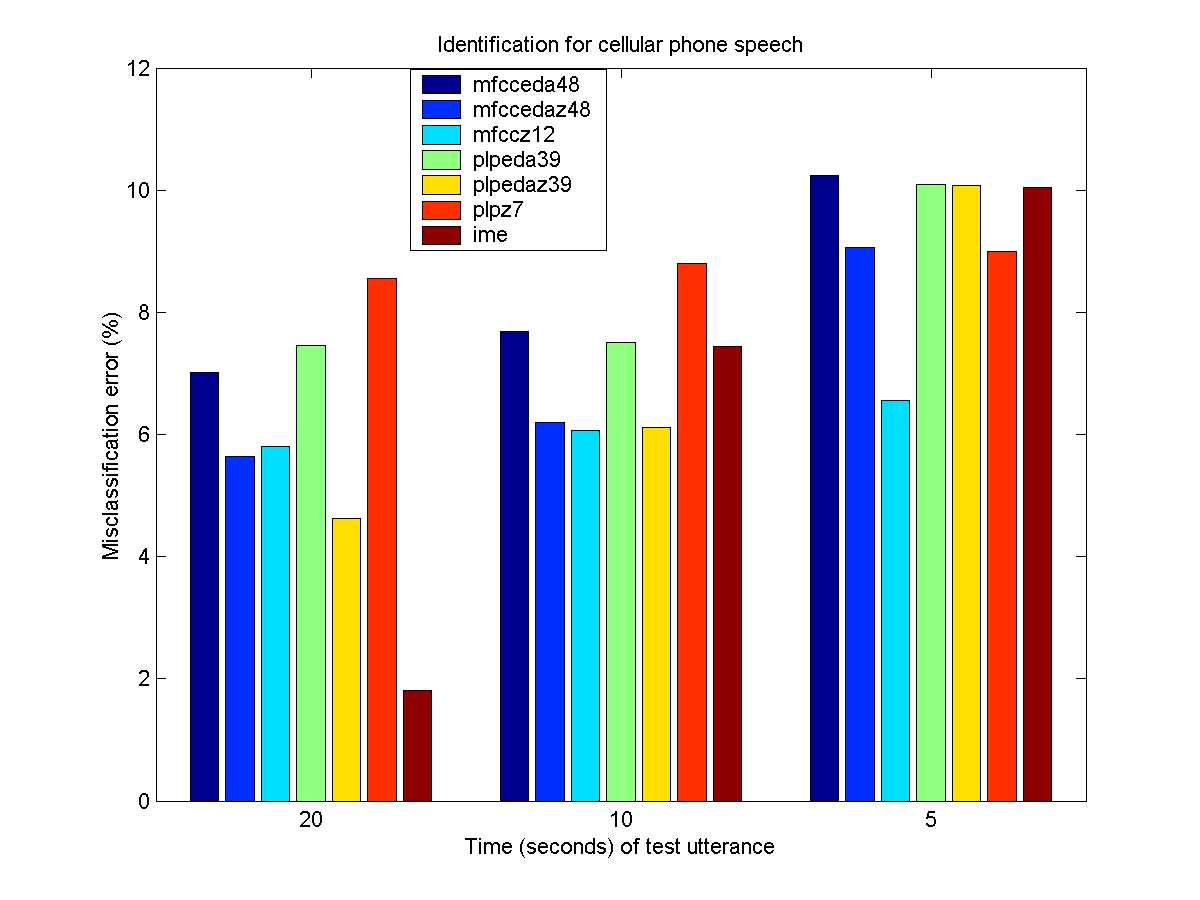 Identification for cellular phone speech
12
10
8
6
4
2
0
Misclassification error (%)
mfcceda48
mfccedaz48
mfccz12
plpeda39
plpedaz39
plpz7
ime
20 10 5
Time (seconds) of test utterance